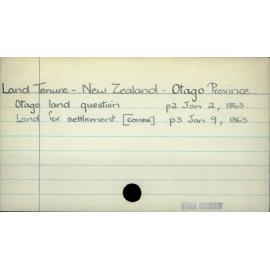 Land Tenure - New Zealand - Otago Province
Otago land question p2 Jan 2, 1863.
Land for settlement. p3 Jan 9, 1863